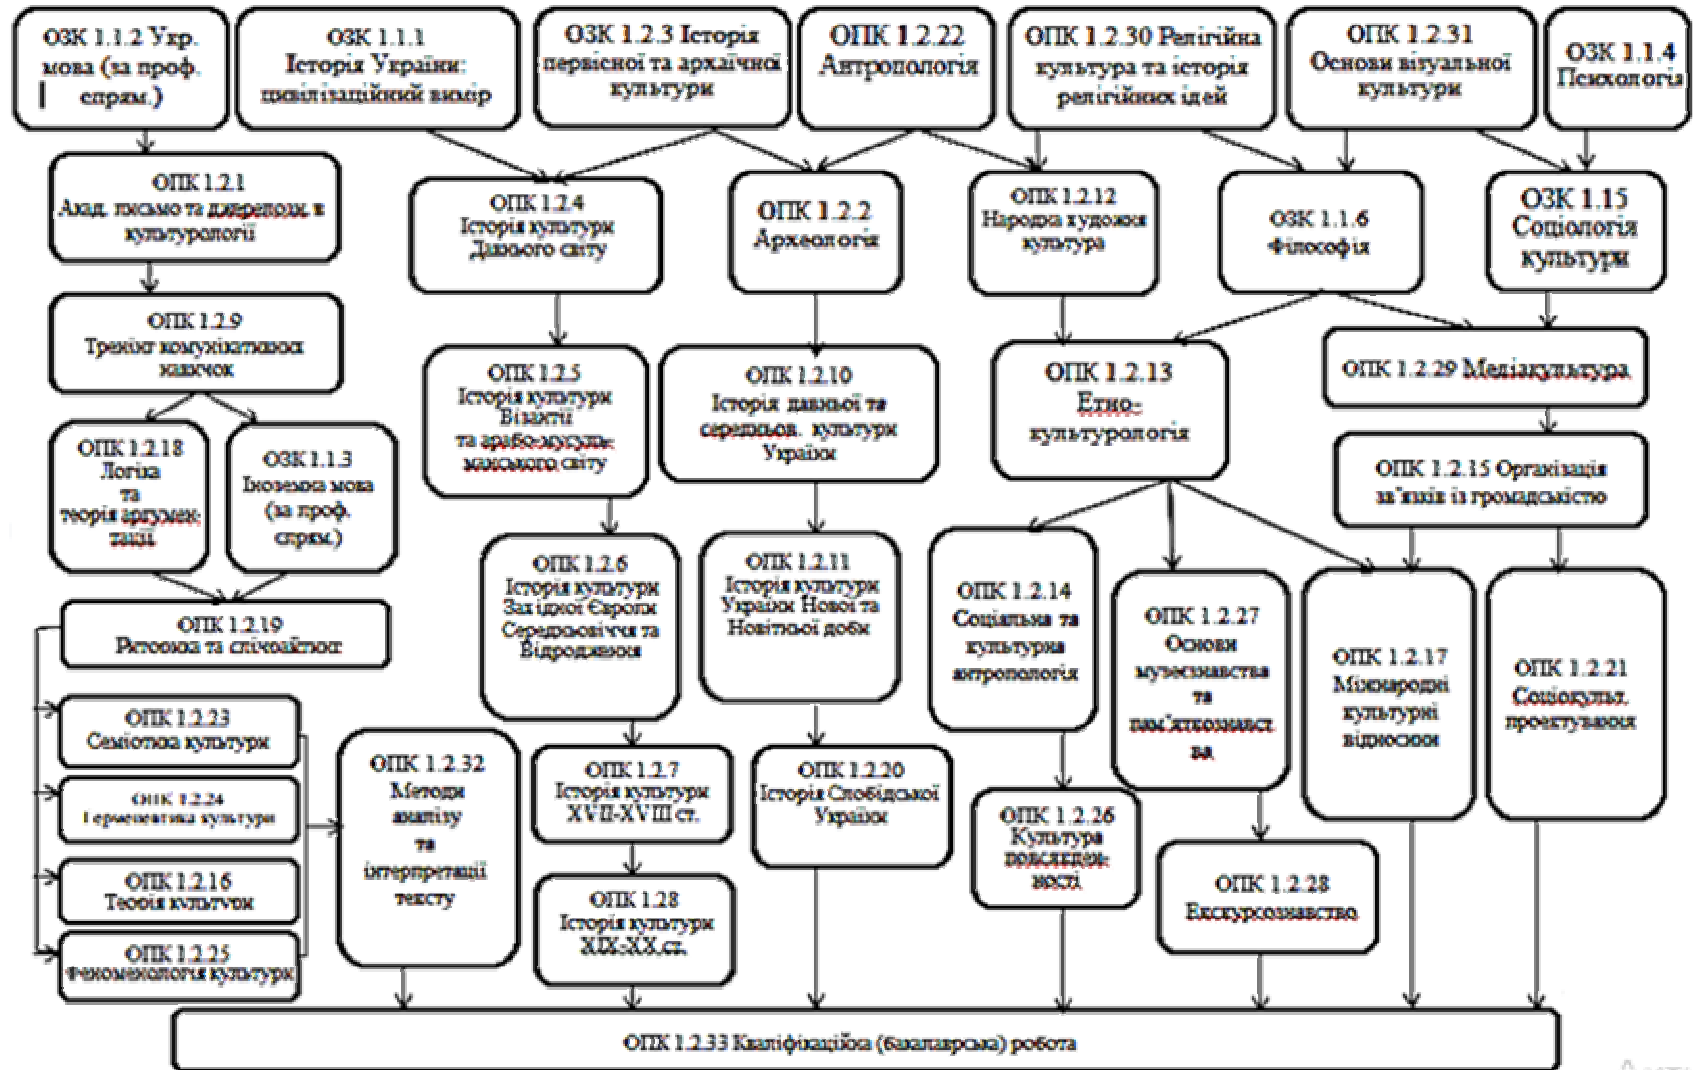 ОЗК 1.1.2 Укр.
мова (за проф.
спрям.)
ОЗК 1.1.1
Історія України:
цивілізаційний вимір
ОЗК 1.2.3 Історія
первісної та архаїчної
культури
ОПК 1.2.22
Антропологія
ОПК 1.2.30 Релігійна
культура та історія
релігійних ідей
ОПК 1.2.31
Основи візуальної
культури
ОЗК 1.1.4
Психологія
ОПК 1.2.1
Акад. письмо та джерелозн. в
культурології
ОПК 1.2.4
Історія культури
Давнього світу
ОПК 1.2.2
Археологія
ОПК 1.2.12
Народна художня
культура
ОЗК 1.1.6
Філософія
ОЗК 1.15
Соціологія
культури
ОПК 1.2.9
Тренінг комунікативних
навичок
ОПК 1.2.5
Історія культури
Візантії
та арабо-мусуль-
манського світу
ОПК 1.2.10
Історія давньої та
середньов. культури
України
ОПК 1.2.13
Етно-
культурологія
ОПК 1.2.29 Медіакультура
ОПК 1.2.18
Логіка
та
теорія аргумен-
тації
ОЗК 1.1.3
Іноземна мова
(за проф.
спрям.)
ОПК 1.2.15 Організація
зв'язків із громадськістю
ОПК 1.2.6
Історія культури
Західної Європи
Середньовіччя та
Відродження
ОПК 1.2.11
Історія культури
України Нової та
Новітньої доби
ОПК 1.2.14
Соціальна та
культурна
антропологія
ОПК 1.2.27
Основи
музеєзнавства
та
пам'яткознавст
ва
ОПК 1.2.17
Міжнародні
культурні
відносини
ОПК 1.2.21
Соціокульт.
проектування
ОПК 1.2.19
Риторика та спічрайтинг
ОПК 1.2.23
Семіотика культури
ОПК 1.2.24
Герменевтика культури
ОПК 1.2.16
Теорія культури
ОПК 1.2.25
Феноменологія культури
ОПК 1.2.32
Методи
аналізу
та
інтерпретації
тексту
ОПК 1.2.7
Історія культури
XVII-XVIII ст.
ОПК 1.2.20
Історія Слобідської
України
ОПК 1.2.26
Культура
повсякден-
ності
ОПК 1.28
Історія культури
XIX-XX ст.
ОПК 1.2.28
Екскурсознавство
ОПК 1.2.33 Кваліфікаційна (бакалаврська) робота